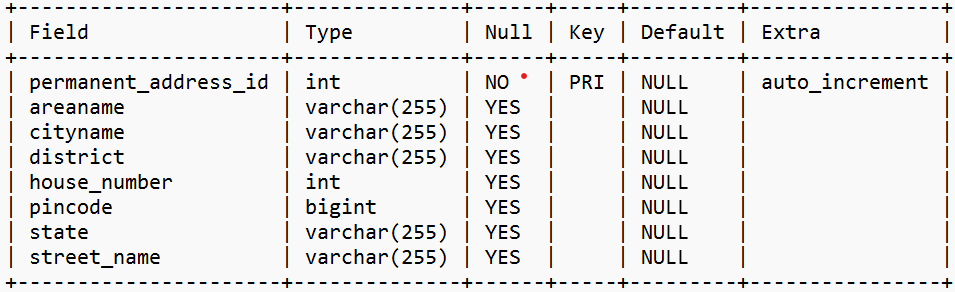 +----------------------+--------------+------+-----+---------+----------------+
| Field                | Type         | Null | Key | Default | Extra          |
+----------------------+--------------+------+-----+---------+----------------+
| permanent_address_id | int          | NO   | PRI | NULL    | auto_increment |
| areaname             | varchar(255) | YES  |     | NULL    |                |
| cityname             | varchar(255) | YES  |     | NULL    |                |
| district             | varchar(255) | YES  |     | NULL    |                |
| house_number         | int          | YES  |     | NULL    |                |
| pincode              | bigint       | YES  |     | NULL    |                |
| state                | varchar(255) | YES  |     | NULL    |                |
| street_name          | varchar(255) | YES  |     | NULL    |                |
+----------------------+--------------+------+-----+---------+----------------+